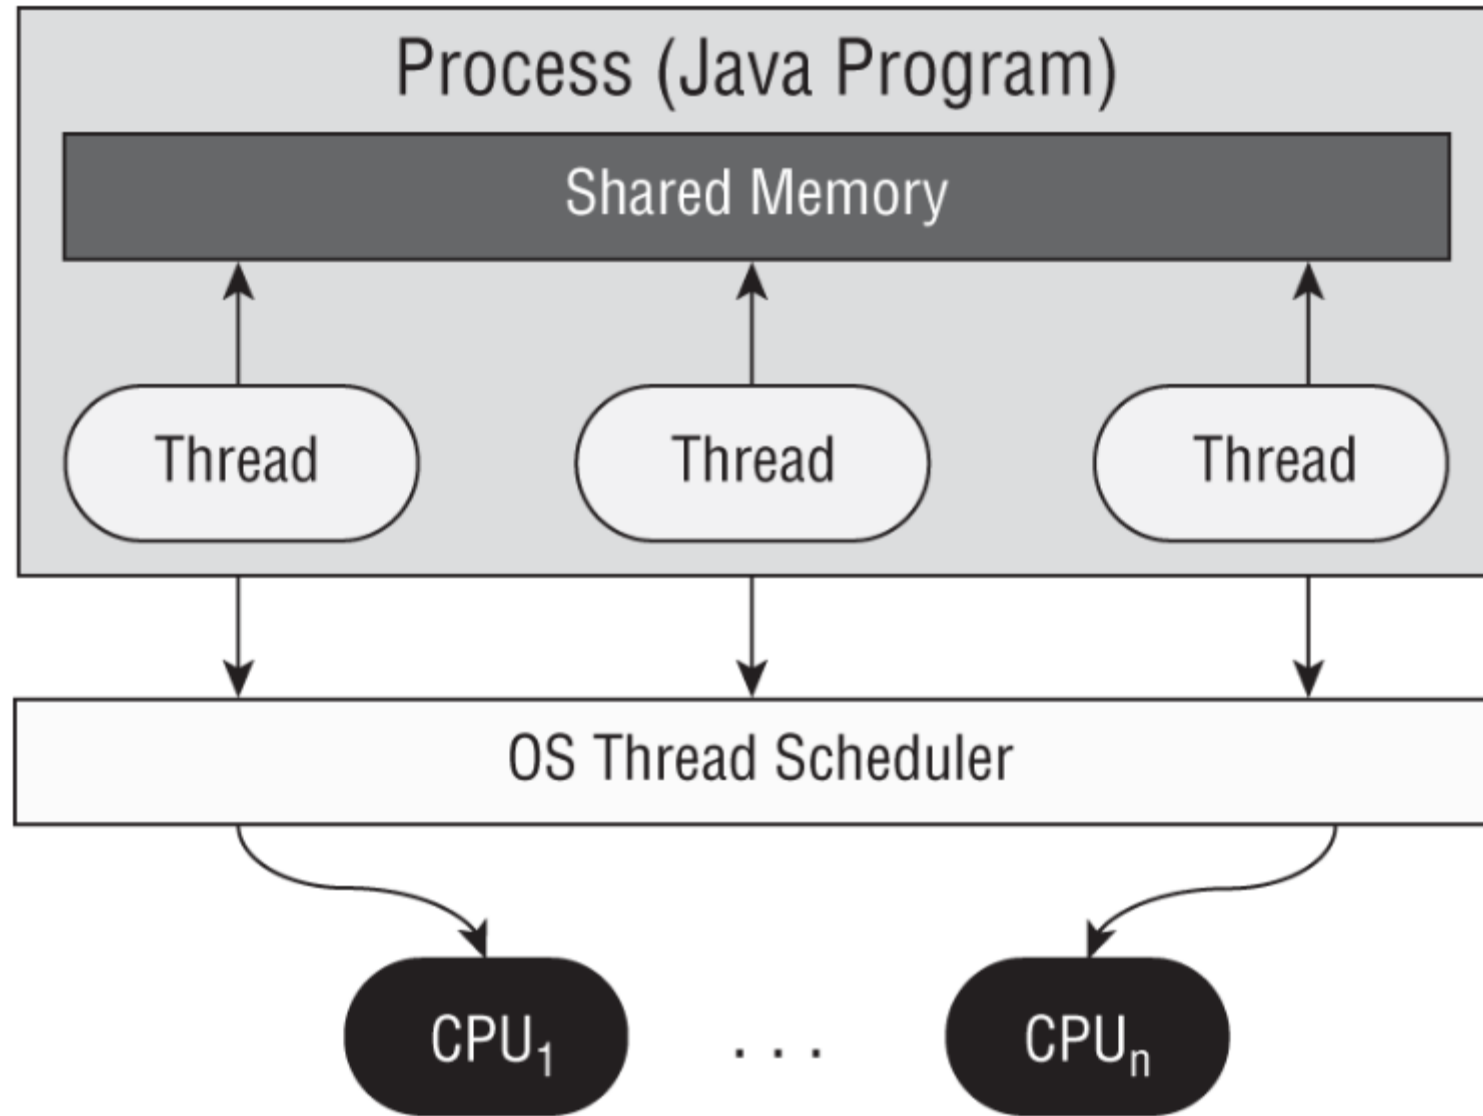 Process (Java Program)
Shared Memory
Thread
Thread
Thread
OS Thread Scheduler
CPU₁
. . .
CPUₙ